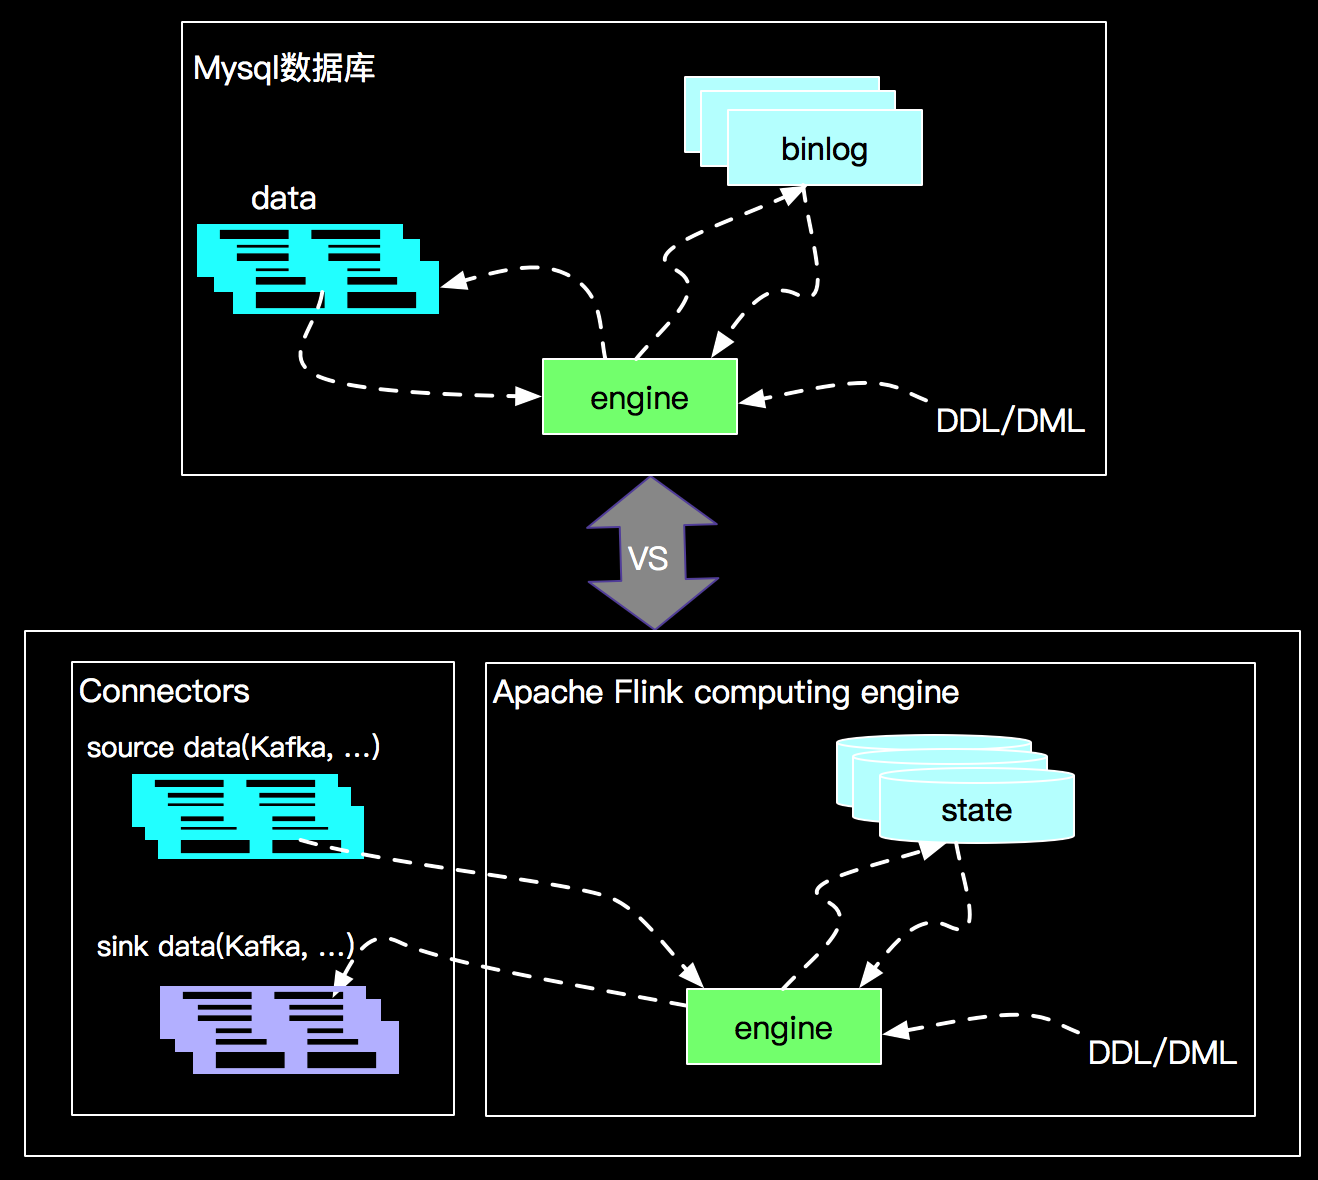 Mysql数据库
binlog
data
engine
DDL/DML
VS
Connectors
source data(Kafka, ...)
sink data(Kafka, ...)
Apache Flink computing engine
state
engine
DDL/DML